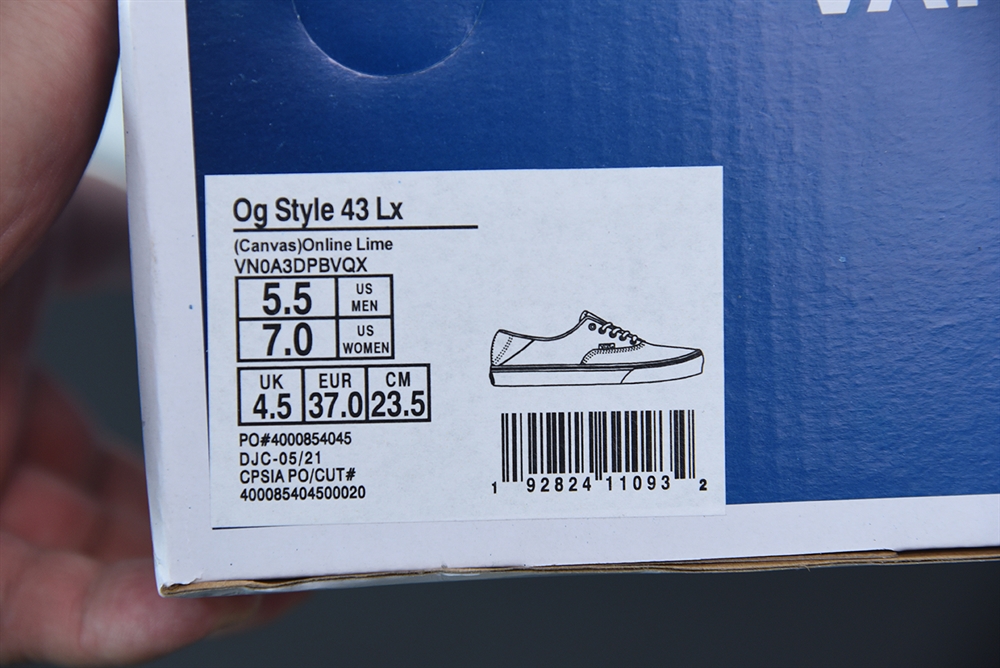 Og Style 43 Lx
(Canvas)Online Lime
VN0A3DPBVQX
5.5 US MEN
7.0 US WOMEN
UK EUR CM
4.5 37.0 23.5
PO#4000854045
DJC-05/21
CPSIA PO/CUT#
400085404500020
1 92824 11093 2